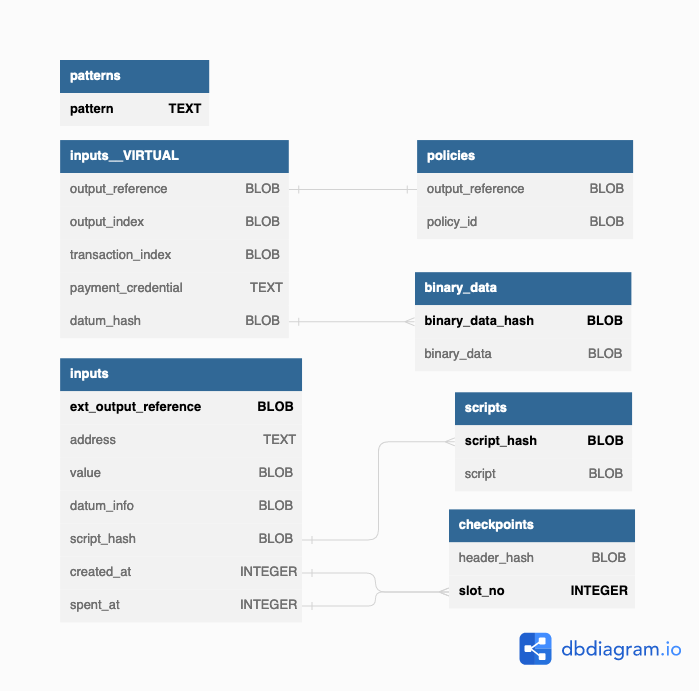 patterns
pattern TEXT
inputs__VIRTUAL
output_reference BLOB
output_index BLOB
transaction_index BLOB
payment_credential TEXT
datum_hash BLOB
policies
output_reference BLOB
policy_id BLOB
binary_data
binary_data_hash BLOB
binary_data BLOB
inputs
ext_output_reference BLOB
address TEXT
value BLOB
datum_info BLOB
script_hash BLOB
created_at INTEGER
spent_at INTEGER
scripts
script_hash BLOB
script BLOB
checkpoints
header_hash BLOB
slot_no INTEGER
dbdiagram.io